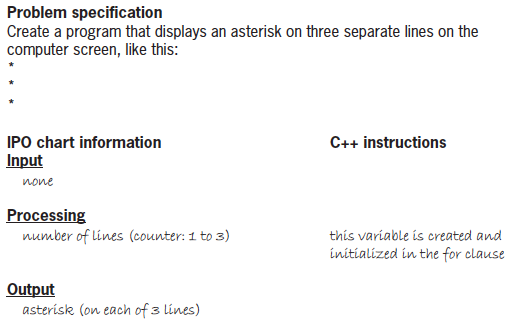 Problem specification
Create a program that displays an asterisk on three separate lines on the
computer screen, like this:
*
*
*
IPO chart information C++ instructions
Input
none
Processing
number of lines (counter: 1 to 3) this variable is created and
initialized in the for clause
Output
asterisk (on each of 3 lines)